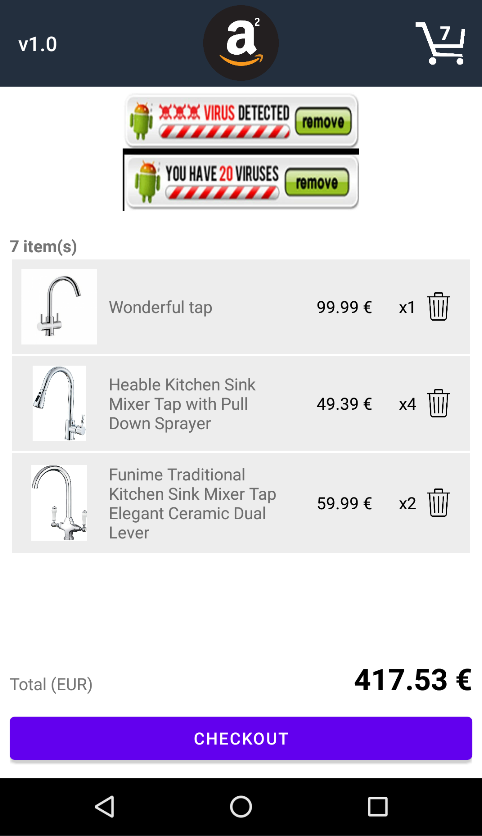 v1.0
a2
7
VIRUS DETECTED
remove
YOU HAVE 20 VIRUSES
remove
7 item(s)
Wonderful tap
99.99 €
x1
Heable Kitchen Sink
Mixer Tap with Pull
Down Sprayer
49.39 €
x4
Funime Traditional
Kitchen Sink Mixer Tap
Elegant Ceramic Dual
Lever
59.99 €
x2
Total (EUR)
417.53 €
CHECKOUT